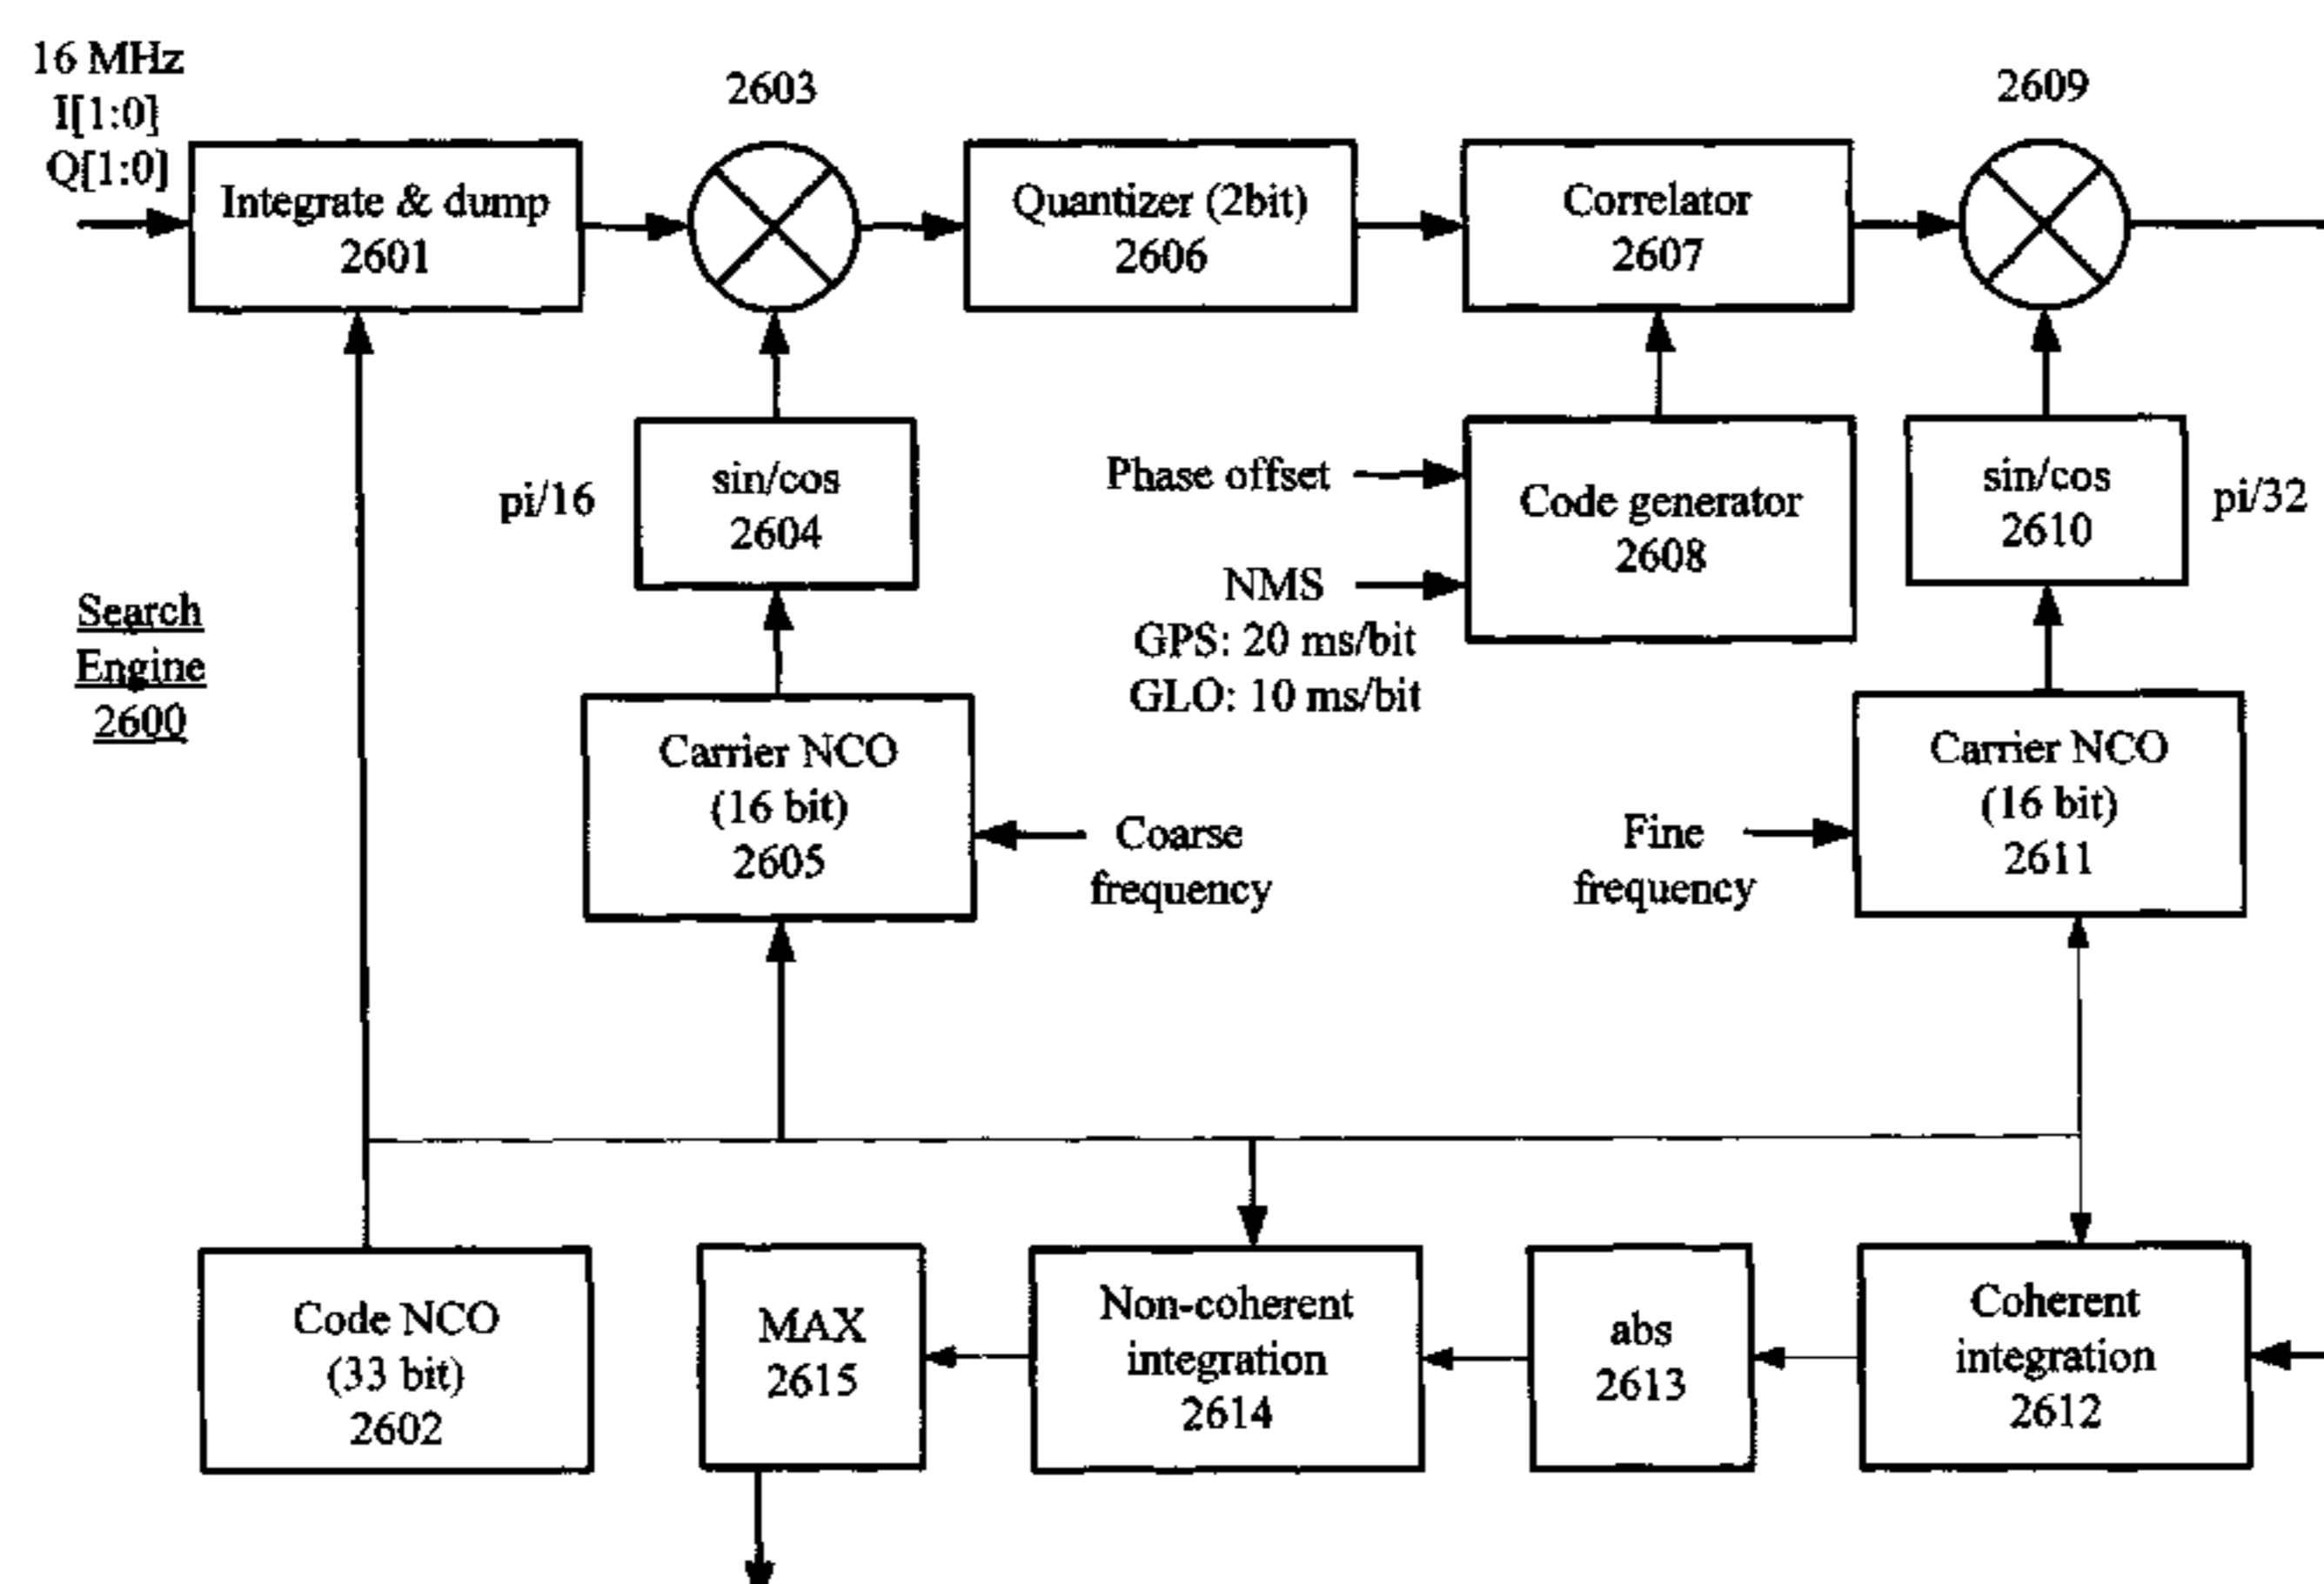 16 MHz
I[1:0]
Q[1:0]
2603
2609
Integrate & dump
2601
Quantizer (2bit)
2606
Correlator
2607
pi/16
sin/cos
2604
Phase offset
NMS
GPS: 20 ms/bit
GLO: 10 ms/bit
Code generator
2608
sin/cos
2610
pi/32
Search
Engine
2600
Carrier NCO
(16 bit)
2605
Coarse
frequency
Fine
frequency
Carrier NCO
(16 bit)
2611
Code NCO
(33 bit)
2602
MAX
2615
Non-coherent
integration
2614
abs
2613
Coherent
integration
2612